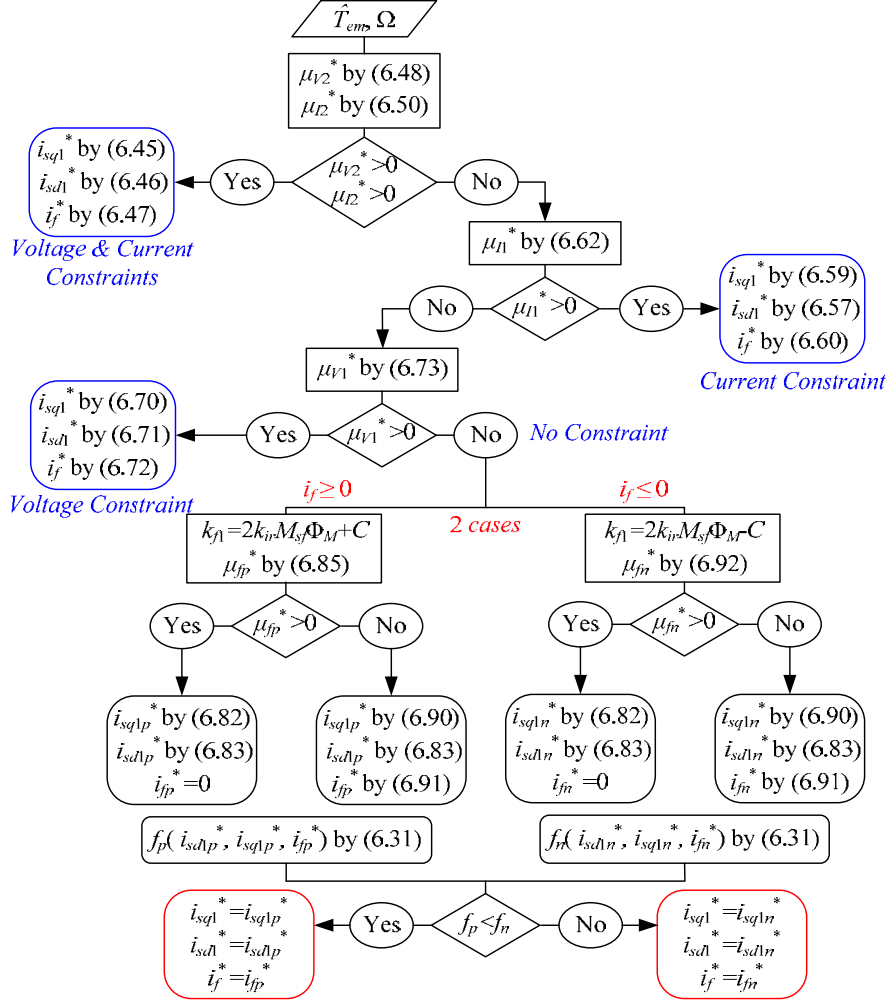 T̂em, Ω
μV2* by (6.48)
μI2* by (6.50)
μV2*>0
μI2*>0
Yes
No
isq1* by (6.45)
isd1* by (6.46)
if* by (6.47)
Voltage & Current
Constraints
μI1* by (6.62)
μI1*>0
No
Yes
isq1* by (6.59)
isd1* by (6.57)
if* by (6.60)
Current Constraint
μV1* by (6.73)
μV1*>0
Yes
No
No Constraint
isq1* by (6.70)
isd1* by (6.71)
if* by (6.72)
Voltage Constraint
if≥0
2 cases
if≤0
kf1=2kirMsfΦM+C
μfp* by (6.85)
kf1=2kirMsfΦM-C
μfn* by (6.92)
Yes
μfp*>0
No
Yes
μfn*>0
No
isq1p* by (6.82)
isd1p* by (6.83)
ifp*=0
isq1p* by (6.90)
isd1p* by (6.83)
ifp* by (6.91)
isq1n* by (6.82)
isd1n* by (6.83)
ifn*=0
isq1n* by (6.90)
isd1n* by (6.83)
ifn* by (6.91)
fp( isd1p*, isq1p*, ifp*) by (6.31)
fn( isd1n*, isq1n*, ifn*) by (6.31)
isq1*=isq1p*
isd1*=isd1p*
if*=ifp*
Yes
fp<fn
No
isq1*=isq1n*
isd1*=isd1n*
if*=ifn*